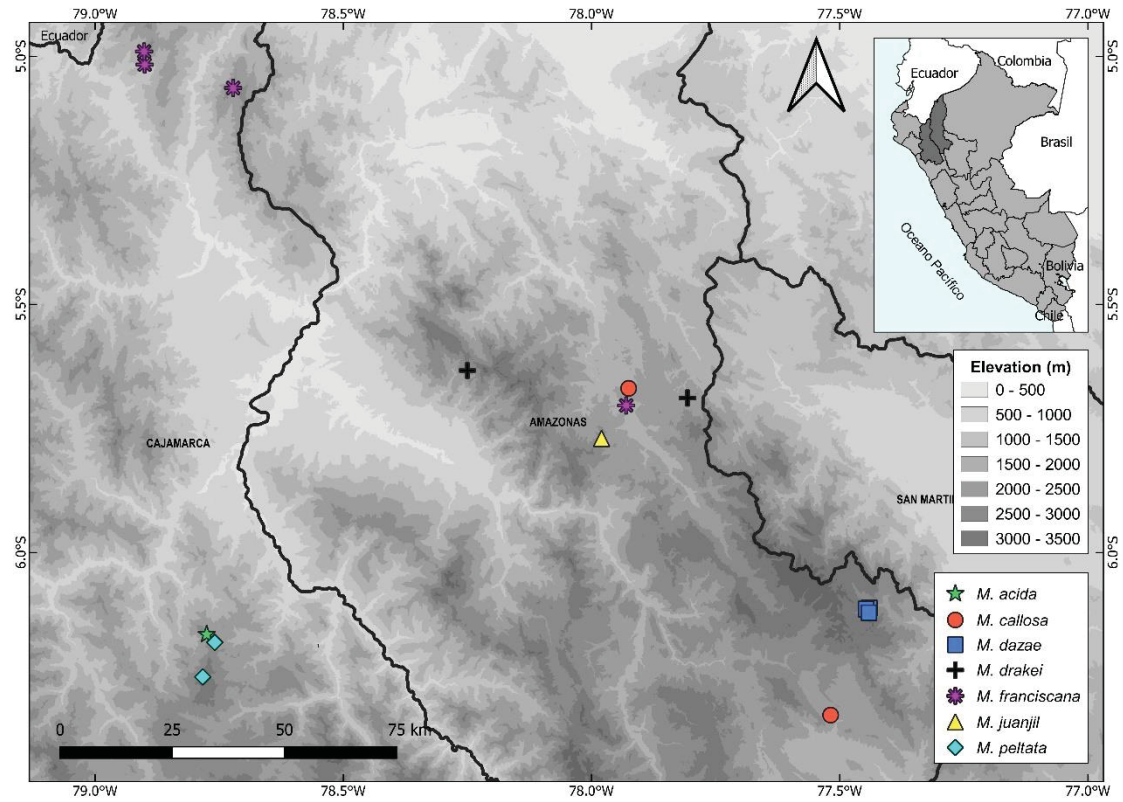 79.0°W 78.5°W 78.0°W 77.5°W 77.0°W
Ecuador
5.0°S
5.0°S
Ecuador
Colombia
Brasil
Oceano Pacífico
Bolivia
Chile
5.5°S
5.5°S
Elevation (m)
0 - 500
500 - 1000
1000 - 1500
1500 - 2000
2000 - 2500
2500 - 3000
3000 - 3500
AMAZONAS
CAJAMARCA
SAN MARTI
6.0°S
6.0°S
M. acida
M. callosa
M. dazae
M. drakei
M. franciscana
M. juanjil
M. peltata
0 25 50 75 km
79.0°W 78.5°W 78.0°W 77.5°W 77.0°W